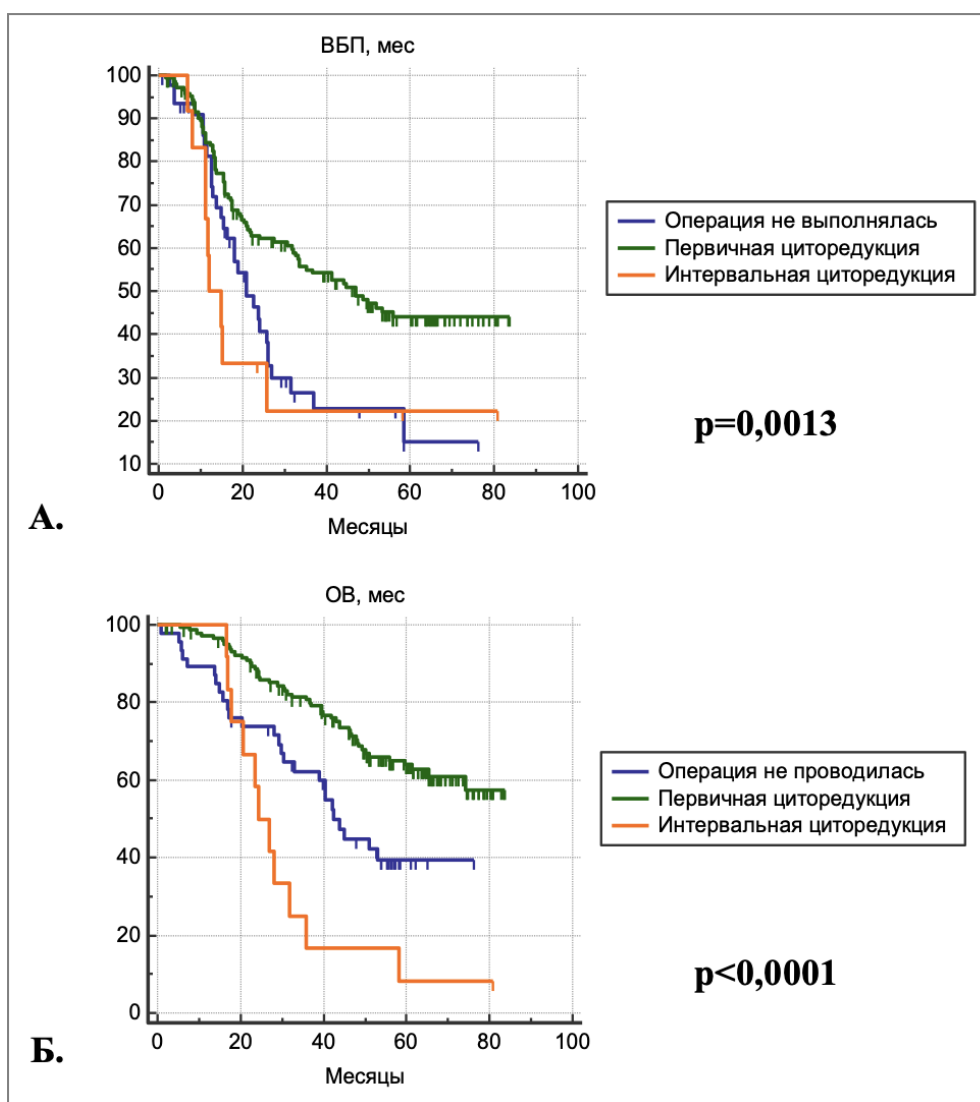 ВБП, мес
100
90
80
70
60
50
40
30
20
10
0 20 40 60 80 100
Месяцы
Операция не выполнялась
Первичная циторедукция
Интервальная циторедукция
p=0,0013
А.
ОВ, мес
100
80
60
40
20
0
0 20 40 60 80 100
Месяцы
Операция не проводилась
Первичная циторедукция
Интервальная циторедукция
p<0,0001
Б.